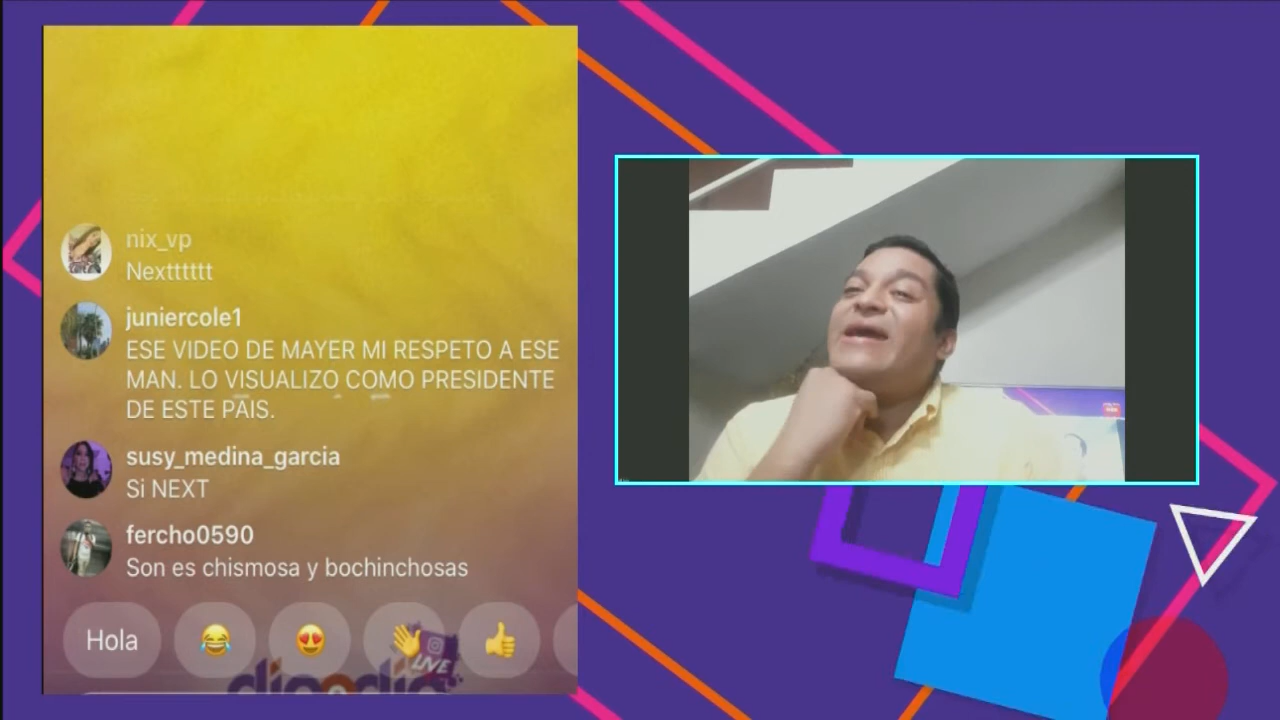 nix_vp
Nextttttt
juniercole1
ESE VIDEO DE MAYER MI RESPETO A ESE
MAN. LO VISUALIZO COMO PRESIDENTE
DE ESTE PAIS.
susy_medina_garcia
Si NEXT
fercho0590
Son es chismosa y bochinchosas
Hola
LIVE